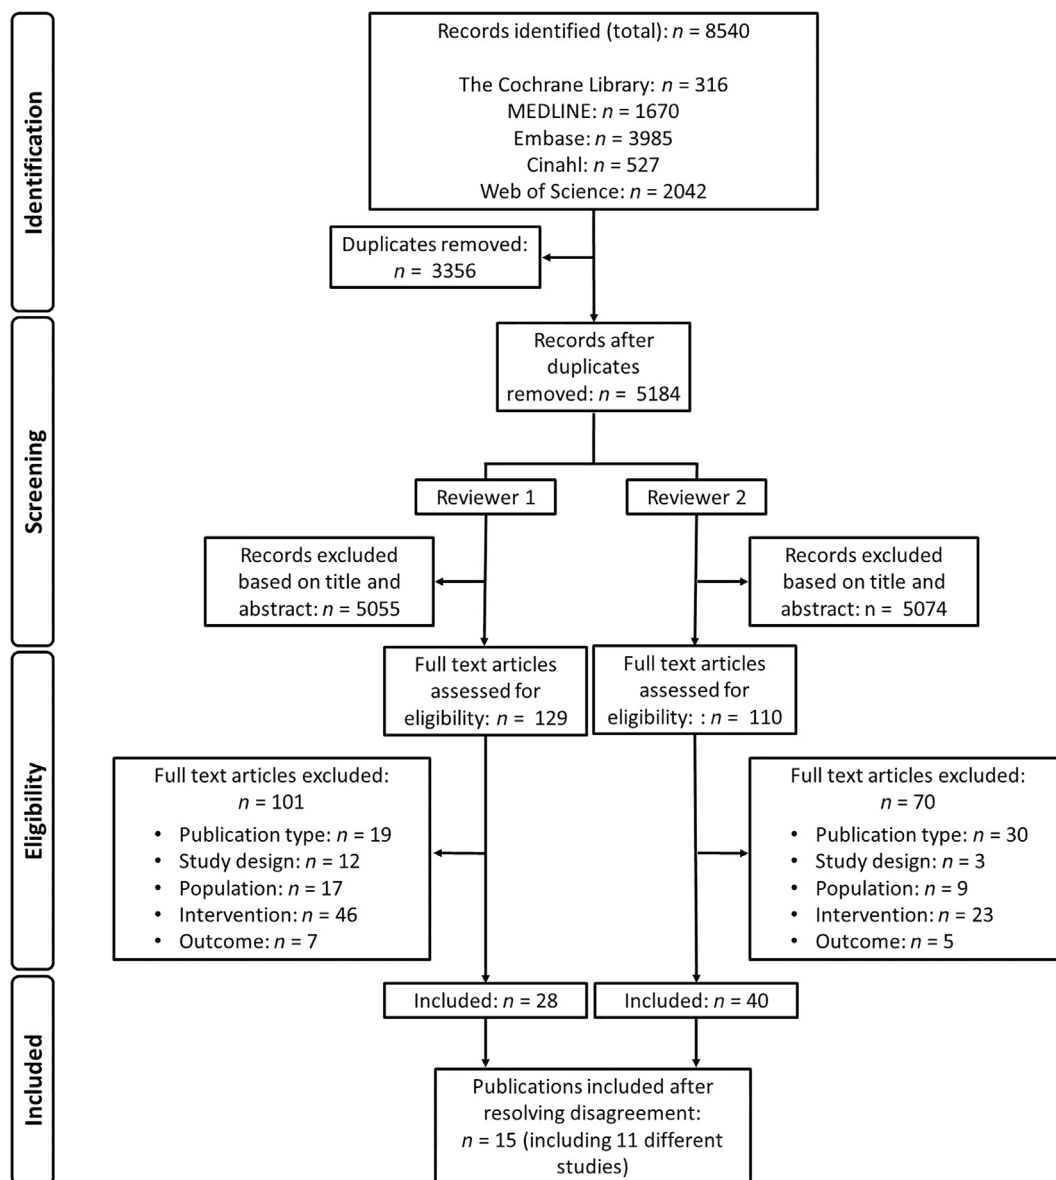 Identification
Records identified (total): n = 8540
The Cochrane Library: n = 316
MEDLINE: n = 1670
Embase: n = 3985
Cinahl: n = 527
Web of Science: n = 2042
Duplicates removed:
n = 3356
Screening
Records after
duplicates
removed: n = 5184
Reviewer 1
Reviewer 2
Records excluded
based on title and
abstract: n = 5055
Records excluded
based on title and
abstract: n = 5074
Eligibility
Full text articles
assessed for
eligibility: n = 129
Full text articles
assessed for
eligibility: : n = 110
Full text articles excluded:
n = 101
• Publication type: n = 19
• Study design: n = 12
• Population: n = 17
• Intervention: n = 46
• Outcome: n = 7
Full text articles excluded:
n = 70
• Publication type: n = 30
• Study design: n = 3
• Population: n = 9
• Intervention: n = 23
• Outcome: n = 5
Included
Included: n = 28
Included: n = 40
Publications included after
resolving disagreement:
n = 15 (including 11 different
studies)